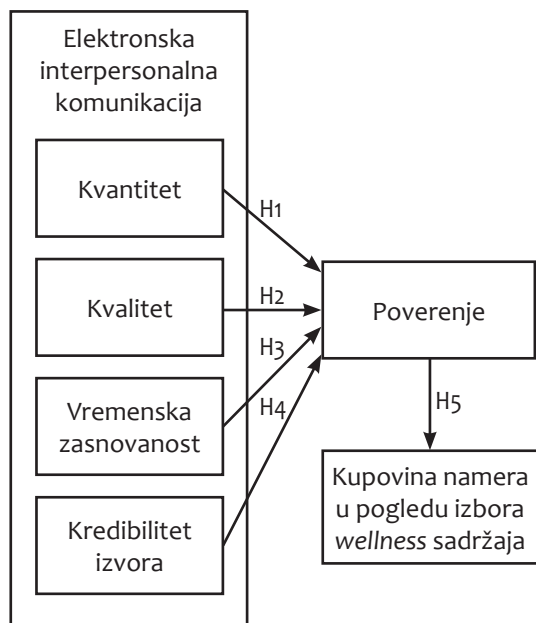 Elektronska
interpersonalna
komunikacija
Kvantitet
H1
Kvalitet
H2
Poverenje
H3
Vremenska
zasnovanost
H4
H5
Kredibilitet
izvora
Kupovina namera
u pogledu izbora
wellness sadržaja